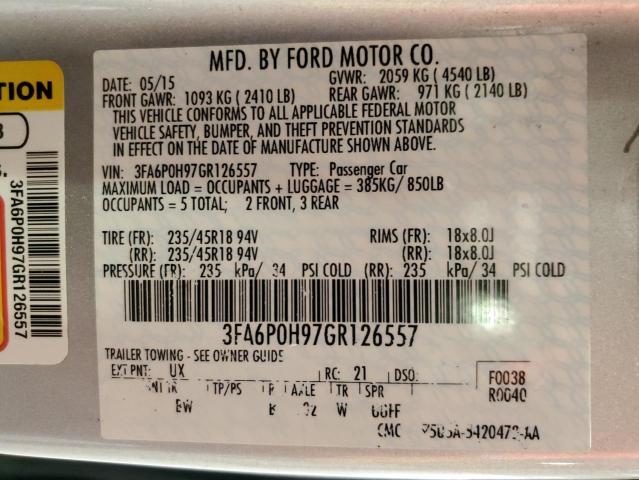 TION
3FA6P0H97GR126557
MFD. BY FORD MOTOR CO.
DATE: 05/15 GVWR: 2059 KG ( 4540 LB)
FRONT GAWR: 1093 KG ( 2410 LB) REAR GAWR: 971 KG ( 2140 LB)
THIS VEHICLE CONFORMS TO ALL APPLICABLE FEDERAL MOTOR
VEHICLE SAFETY, BUMPER, AND THEFT PREVENTION STANDARDS
IN EFFECT ON THE DATE OF MANUFACTURE SHOWN ABOVE.
VIN: 3FA6P0H97GR126557 TYPE: Passenger Car
MAXIMUM LOAD = OCCUPANTS + LUGGAGE = 385KG/ 850LB
OCCUPANTS = 5 TOTAL; 2 FRONT, 3 REAR
TIRE (FR): 235/45R18 94V RIMS (FR): 18x8.0J
(RR): 235/45R18 94V (RR): 18x8.0J
PRESSURE (FR): 235 kPa/ 34 PSI COLD (RR): 235 kPa/ 34 PSI COLD
3FA6P0H97GR126557
TRAILER TOWING - SEE OWNER GUIDE
EXT PNT: UX RC: 21 DSO: F0038
TP/PS AXLE TR SPR R0040
BW W
CMC